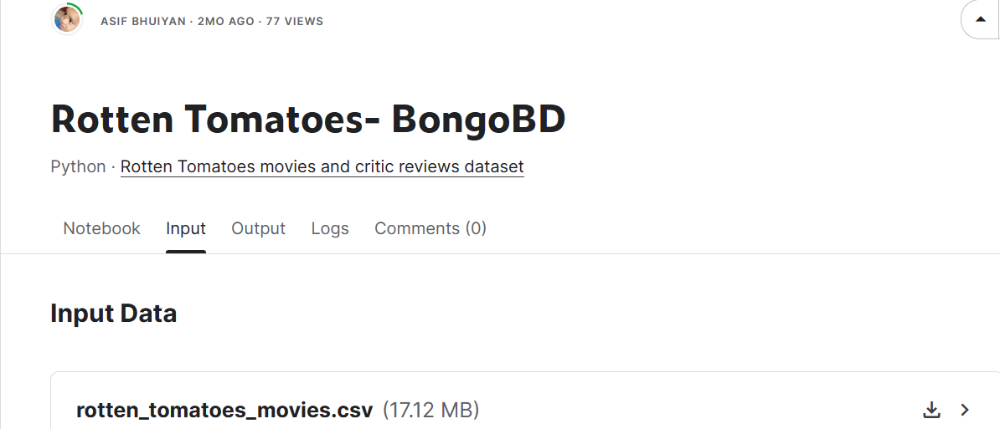 ASIF BHUIYAN · 2MO AGO · 77 VIEWS
Rotten Tomatoes- BongoBD
Python · Rotten Tomatoes movies and critic reviews dataset
Notebook Input Output Logs Comments (0)
Input Data
rotten_tomatoes_movies.csv (17.12 MB)